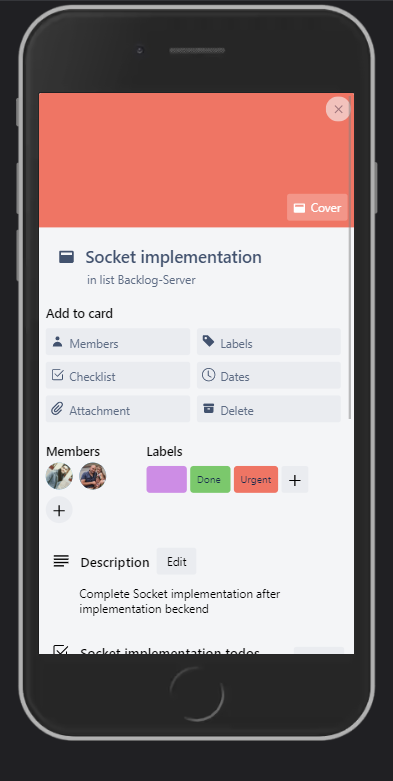 Cover
Socket implementation
in list Backlog-Server
Add to card
Members
Labels
Checklist
Dates
Attachment
Delete
Members
Labels
Done
Urgent
Description
Edit
Complete Socket implementation after
implementation beckend
Socket implementation todos